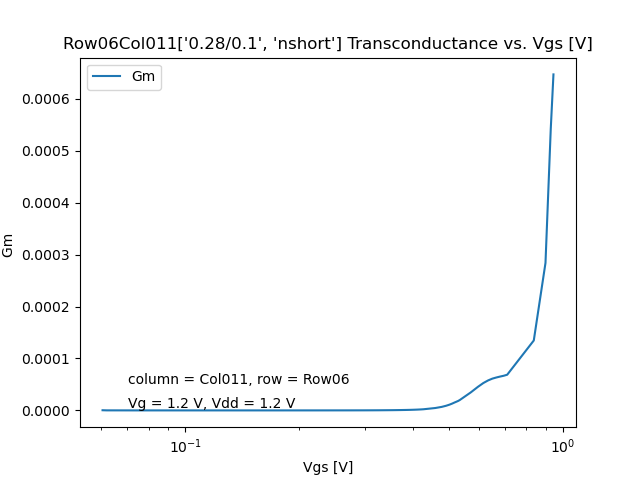 Row06Col011['0.28/0.1', 'nshort'] Transconductance vs. Vgs [V]
Gm
0.0006
0.0005
0.0004
0.0003
0.0002
0.0001
0.0000
Gm
column = Col011, row = Row06
Vg = 1.2 V, Vdd = 1.2 V
10⁻¹ 10⁰
Vgs [V]